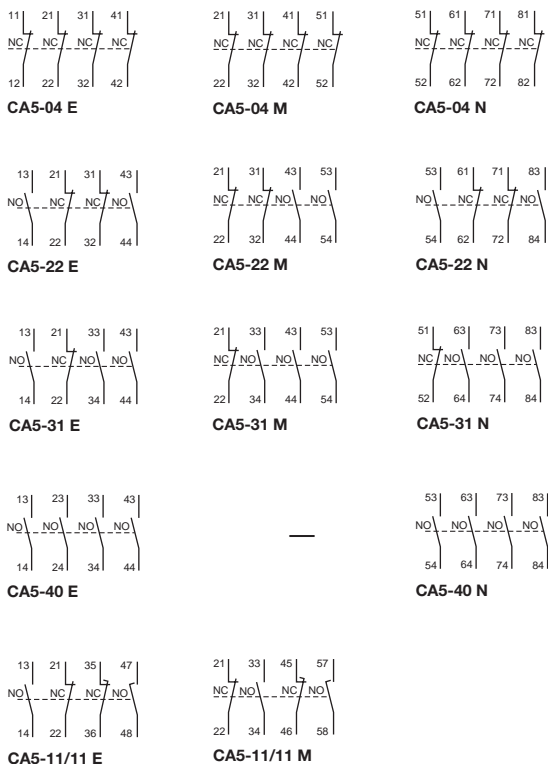 11 21 31 41
NC NC NC NC
12 22 32 42
CA5-04 E
21 31 41 51
NC NC NC NC
22 32 42 52
CA5-04 M
51 61 71 81
NC NC NC NC
52 62 72 82
CA5-04 N
13 21 31 43
NO NC NC NO
14 22 32 44
CA5-22 E
21 31 43 53
NC NC NO NO
22 32 44 54
CA5-22 M
53 61 71 83
NO NC NC NO
54 62 72 84
CA5-22 N
13 21 33 43
NO NC NO NO
14 22 34 44
CA5-31 E
21 33 43 53
NC NO NO NO
22 34 44 54
CA5-31 M
51 63 73 83
NC NO NO NO
52 64 74 84
CA5-31 N
13 23 33 43
NO NO NO NO
14 24 34 44
CA5-40 E
—
53 63 73 83
NO NO NO NO
54 64 74 84
CA5-40 N
13 21 35 47
NO NC NC NO
14 22 36 48
CA5-11/11 E
21 33 45 57
NC NO NC NO
22 34 46 58
CA5-11/11 M